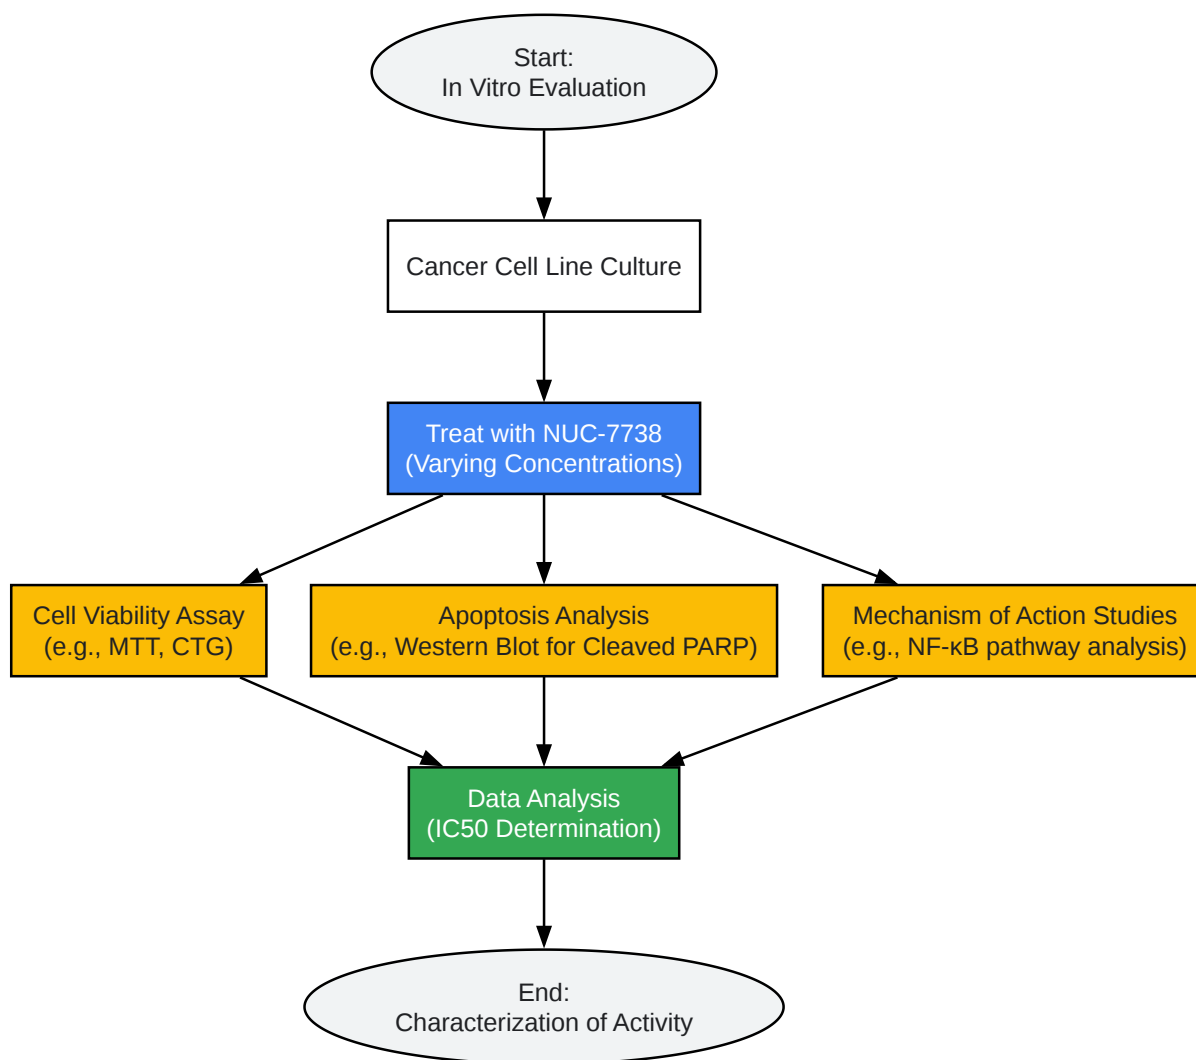 Start:
In Vitro Evaluation
Cancer Cell Line Culture
Treat with NUC-7738
(Varying Concentrations)
Cell Viability Assay
(e.g., MTT, CTG)
Apoptosis Analysis
(e.g., Western Blot for Cleaved PARP)
Mechanism of Action Studies
(e.g., NF-κB pathway analysis)
Data Analysis
(IC50 Determination)
End:
Characterization of Activity